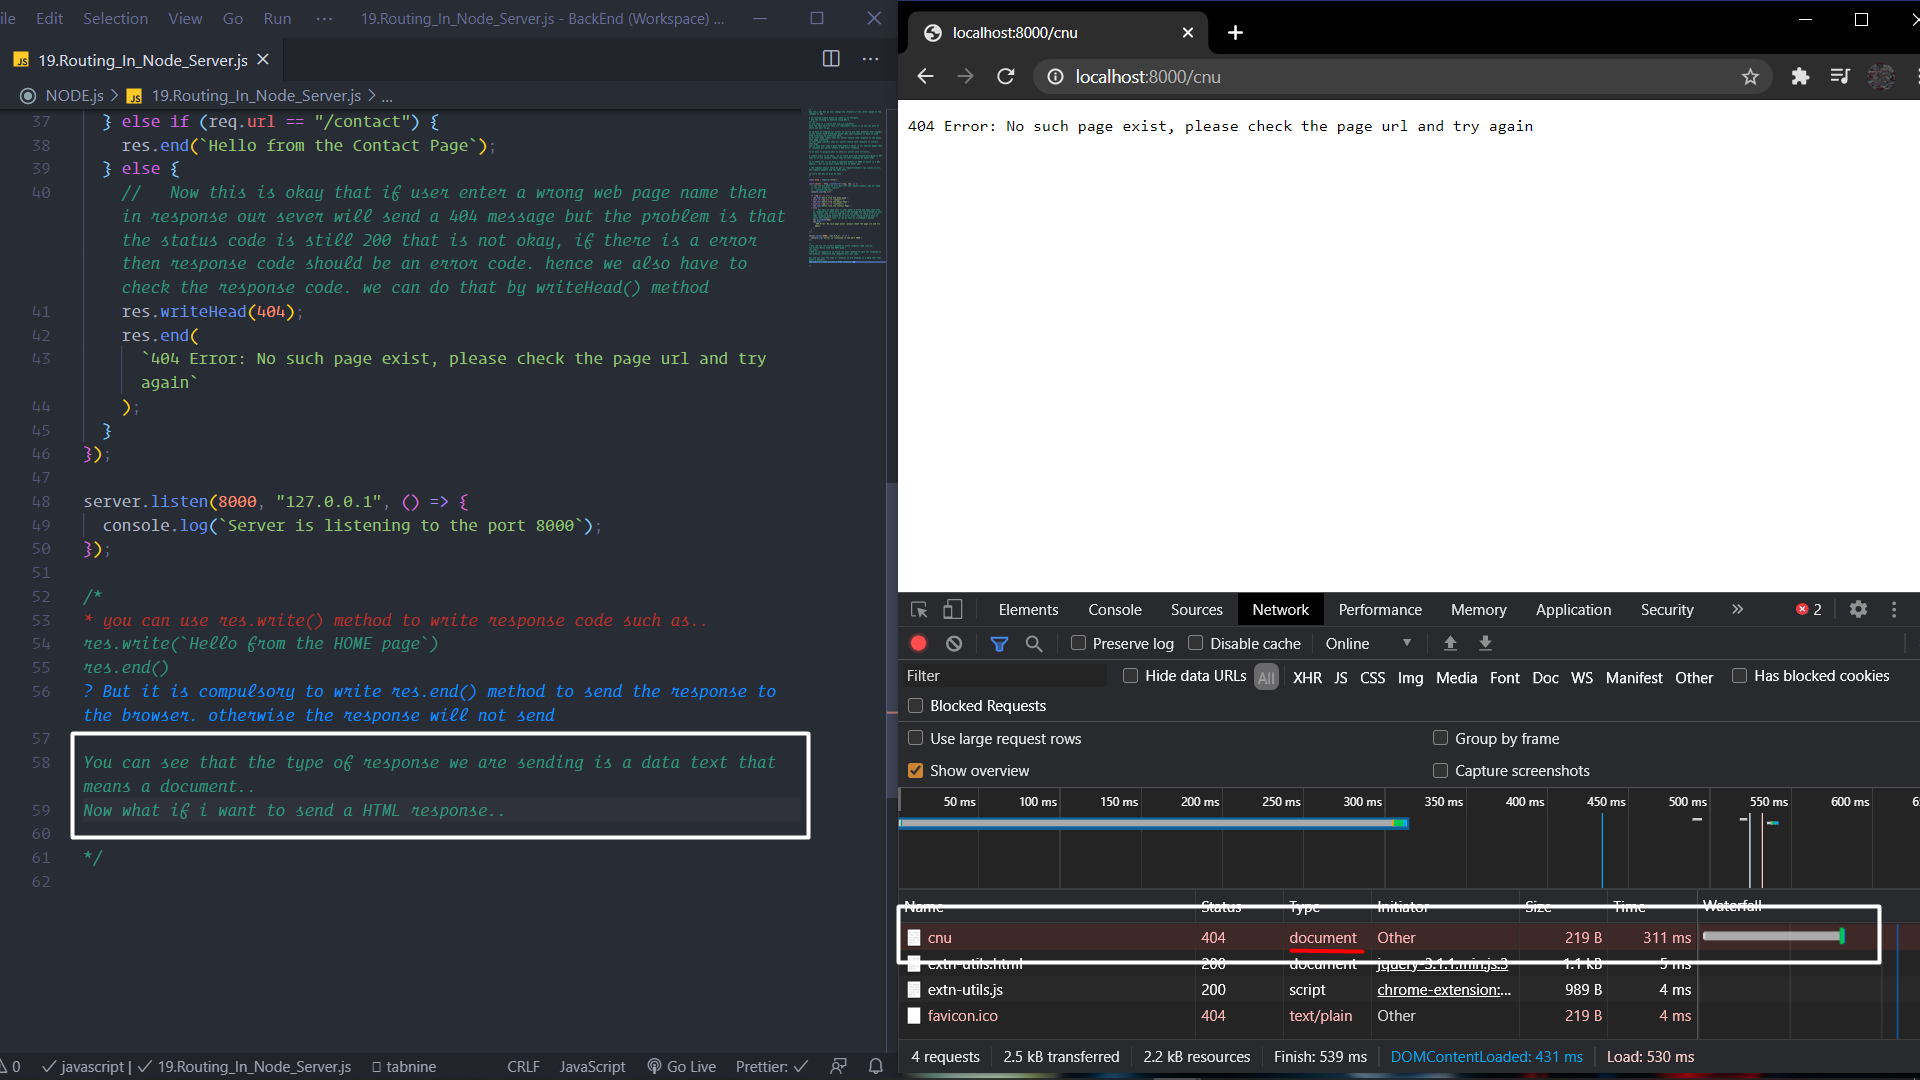 ile Edit Selection View Go Run ··· 19.Routing_In_Node_Server.js - BackEnd (Workspace) ...
JS 19.Routing_In_Node_Server.js
NODE.js > JS 19.Routing_In_Node_Server.js > ...
37 } else if (req.url == "/contact") {
38 res.end(`Hello from the Contact Page`);
39 } else {
40 // Now this is okay that if user enter a wrong web page name then
in response our sever will send a 404 message but the problem is that
the status code is still 200 that is not okay, if there is a error
then response code should be an error code. hence we also have to
check the response code. we can do that by writeHead() method
41 res.writeHead(404);
42 res.end(
43 `404 Error: No such page exist, please check the page url and try
again`
44 );
45 }
46 });
47
48 server.listen(8000, "127.0.0.1", () => {
49 console.log(`Server is listening to the port 8000`);
50 });
51
52 /*
53 * you can use res.write() method to write response code such as..
54 res.write(`Hello from the HOME page`)
55 res.end()
56 ? But it is compulsory to write res.end() method to send the response to
the browser. otherwise the response will not send
57
58 You can see that the type of response we are sending is a data text that
means a document..
59 Now what if i want to send a HTML response..
60
61 */
62
0 javascript | 19.Routing_In_Node_Server.js tabnine CRLF JavaScript Go Live Prettier:
localhost:8000/cnu
localhost:8000/cnu
404 Error: No such page exist, please check the page url and try again
Elements Console Sources Network Performance Memory Application Security » 2
Preserve log Disable cache Online
Filter Hide data URLs All XHR JS CSS Img Media Font Doc WS Manifest Other Has blocked cookies
Blocked Requests
Use large request rows Group by frame
Show overview Capture screenshots
50 ms 100 ms 150 ms 200 ms 250 ms 300 ms 350 ms 400 ms 450 ms 500 ms 550 ms 600 ms 6
Name Status Type Initiator Size Time Waterfall
cnu 404 document Other 219 B 311 ms
extn-utils.html 200 document jquery-3.1.1.min.js:3 1.1 kB 5 ms
extn-utils.js 200 script chrome-extension:... 989 B 4 ms
favicon.ico 404 text/plain Other 219 B 4 ms
4 requests 2.5 kB transferred 2.2 kB resources Finish: 539 ms DOMContentLoaded: 431 ms Load: 530 ms